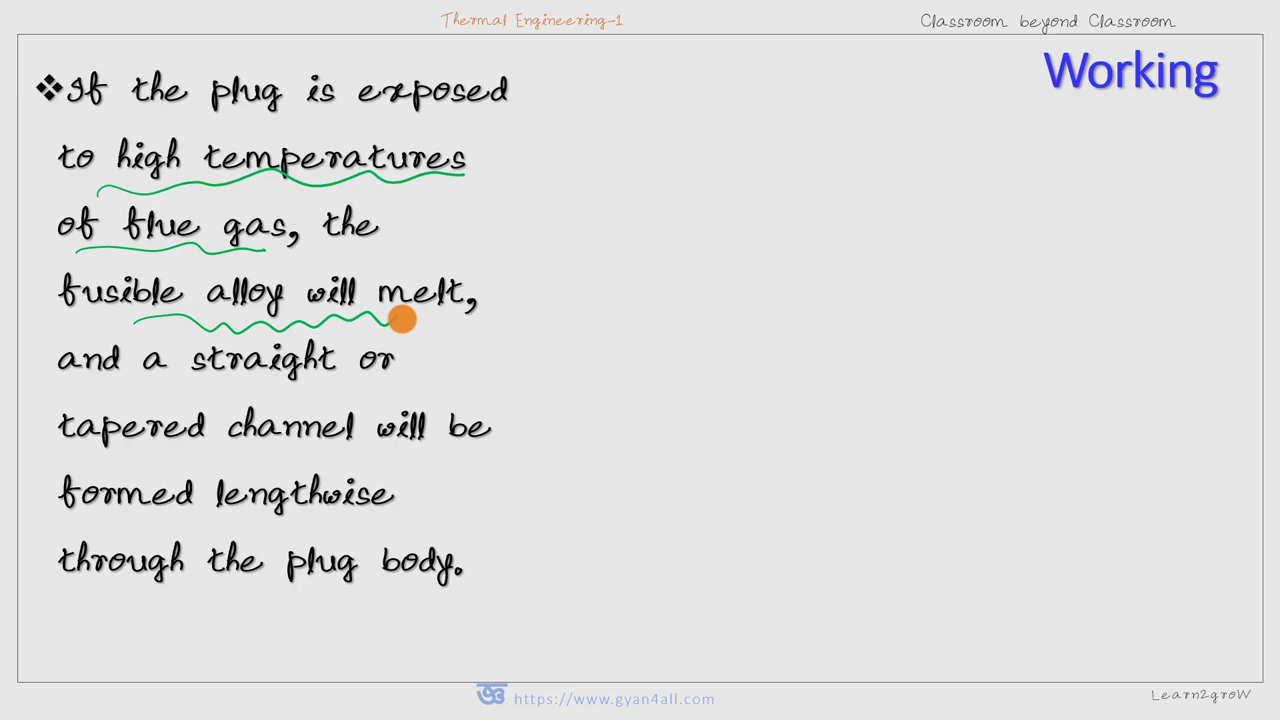 Thermal Engineering-1
Classroom beyond Classroom
Working
❖If the plug is exposed
to high temperatures
of flue gas, the
fusible alloy will melt,
and a straight or
tapered channel will be
formed lengthwise
through the plug body.
https://www.gyan4all.com
Learn2groW